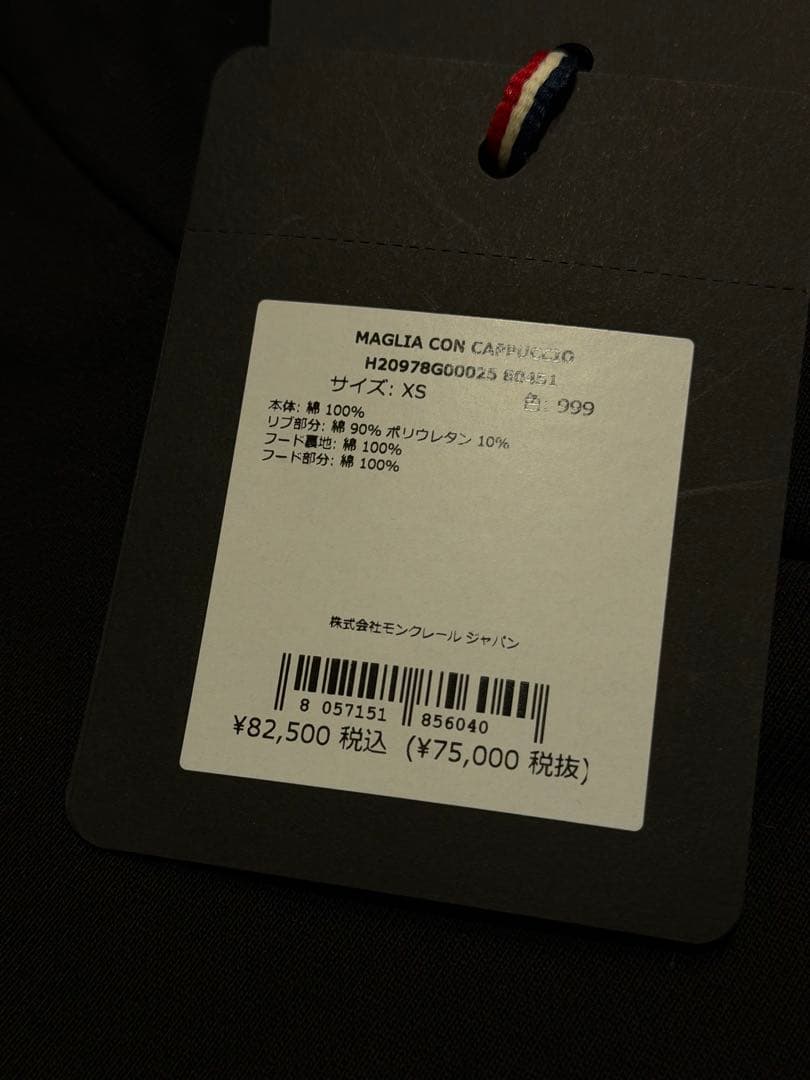 MAGLIA CON CAPPUCCIO
H20978G00025 80451
サイズ: XS 色: 999
本体: 綿 100%
リブ部分: 綿 90% ポリウレタン 10%
フード裏地: 綿 100%
フード部分: 綿 100%
株式会社モンクレール ジャパン
8 057151 856040
¥82,500 税込 (¥75,000 税抜)